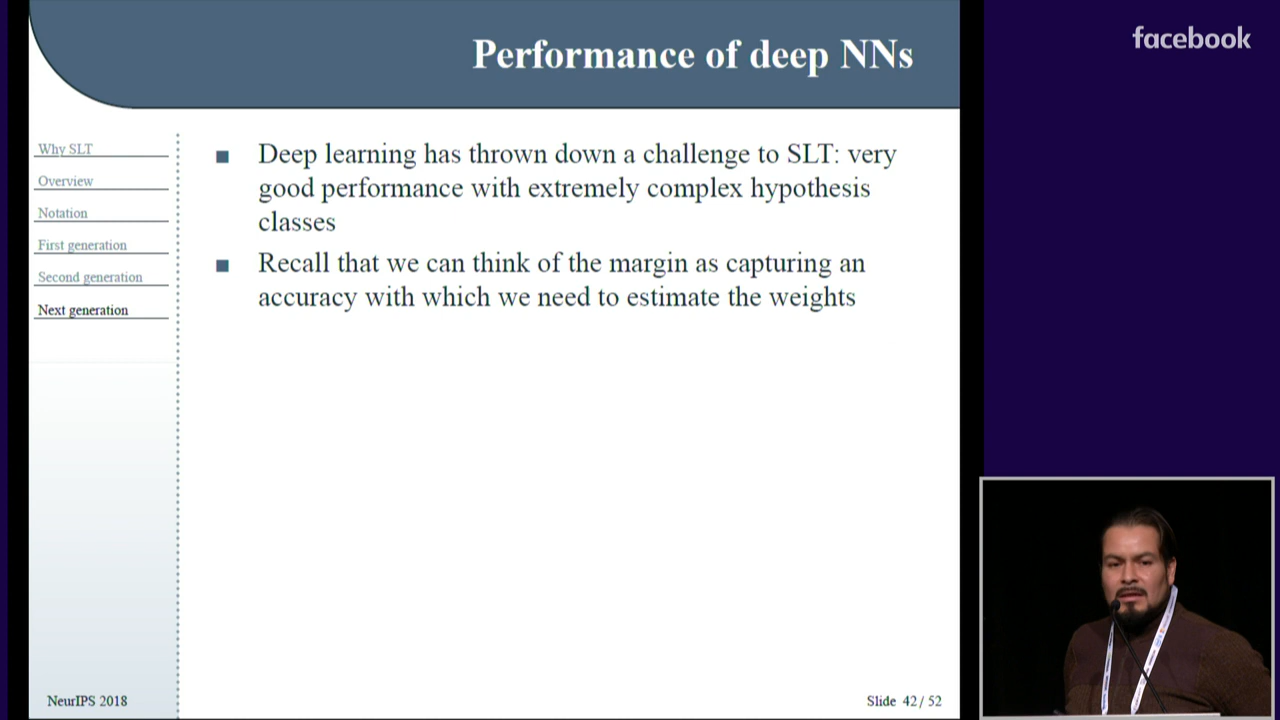 Performance of deep NNs
facebook
Why SLT
Overview
Notation
First generation
Second generation
Next generation
Deep learning has thrown down a challenge to SLT: very
good performance with extremely complex hypothesis
classes
Recall that we can think of the margin as capturing an
accuracy with which we need to estimate the weights
NeurIPS 2018
Slide 42 / 52